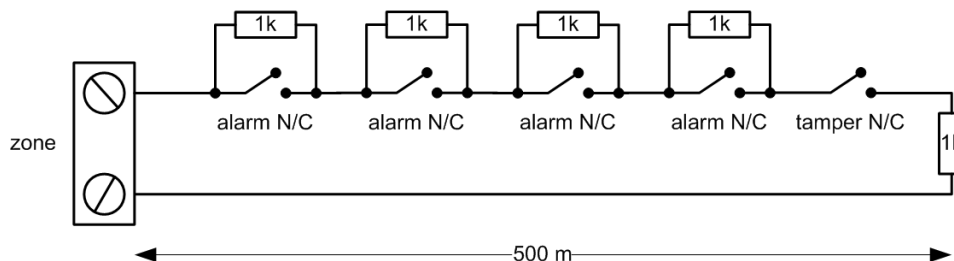 1k 1k 1k 1k
alarm N/C alarm N/C alarm N/C alarm N/C tamper N/C
zone
500 m